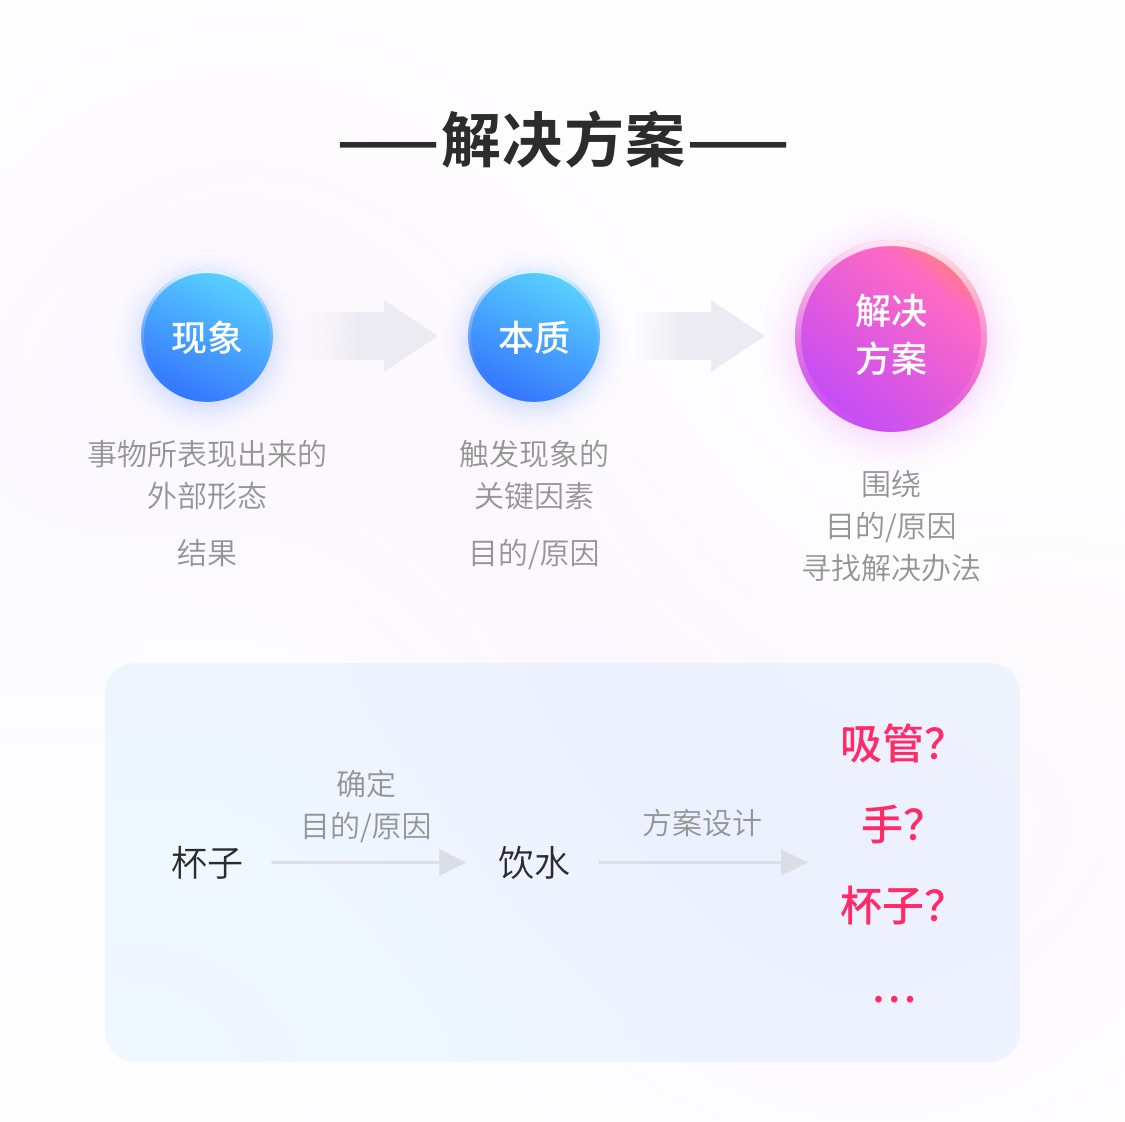 ——解决方案——
现象
本质
解决
方案
事物所表现出来的
外部形态
结果
触发现象的
关键因素
目的/原因
围绕
目的/原因
寻找解决办法
杯子
确定
目的/原因
饮水
方案设计
吸管？
手？
杯子？
…